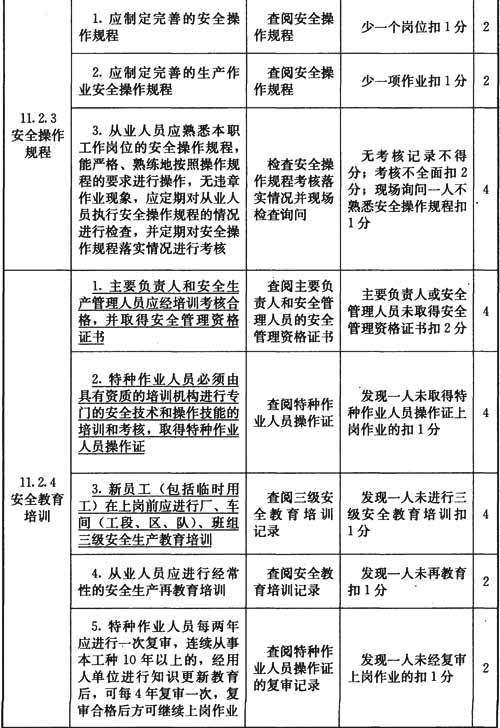 11.2.3
安全操作
规程
1. 应制定完善的安全操
作规程
查阅安全操
作规程
少一个岗位扣1分
2
2. 应制定完善的生产作
业安全操作规程
查阅安全操
作规程
少一项作业扣1分
2
3. 从业人员应熟悉本职
工作岗位的安全操作规程，
能严格、熟练地按照操作规
程的要求进行操作，无违章
作业现象，应定期对从业人
员执行安全操作规程的情况
进行检查，并定期对安全操
作规程落实情况进行考核
检查安全操
作规程考核落
实情况并现场
检查询问
无考核记录不得
分；考核不全面扣2
分；现场询问一人不
熟悉安全操作规程扣
1分
4
11.2.4
安全教育
培训
1. 主要负责人和安全生
产管理人员应经培训考核合
格，并取得安全管理资格
证书
查阅主要负
责人和安全管
理人员的安全
管理资格证书
主要负责人或安全
管理人员未取得安全
管理资格证书扣2分
4
2. 特种作业人员必须由
具有资质的培训机构进行专
门的安全技术和操作技能的
培训和考核，取得特种作业
人员操作证
查阅特种作
业人员操作证
发现一人未取得特
种作业人员操作证上
岗作业的扣1分
4
3. 新员工（包括临时用
工）在上岗前应进行厂、车
间（工段、区、队）、班组
三级安全生产教育培训
查阅三级安
全教育培训
记录
发现一人未进行三
级安全教育培训扣
1分
4
4. 从业人员应进行经常
性的安全生产再教育培训
查阅安全教
育培训记录
发现一人未再教育
扣1分
2
5. 特种作业人员每两年
应进行一次复审，连续从事
本工种10年以上的，经用
人单位进行知识更新教育
后，可每4年复审一次，复
审合格后方可继续上岗作业
查阅特种作
业人员操作证
的复审记录
发现一人未经复审
上岗作业的扣1分
2